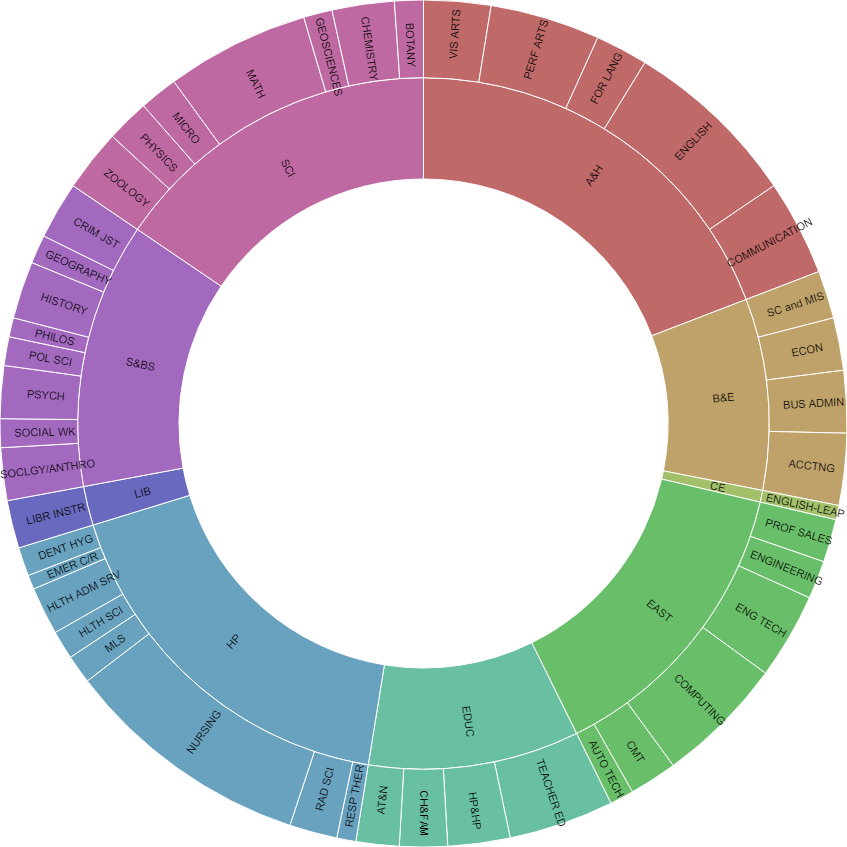 VIS ARTS
PERF ARTS
FOR LANG
ENGLISH
COMMUNICATION
A&H
SC and MIS
ECON
BUS ADMIN
ACCTNG
B&E
ENGLISH-LEAP
CE
PROF SALES
ENGINEERING
ENG TECH
COMPUTING
CMT
AUTO TECH
EAST
TEACHER ED
HP&HP
CH&FAM
AT&N
EDUC
RESP THER
RAD SCI
NURSING
MLS
HLTH SCI
HLTH ADM SRV
EMER C/R
DENT HYG
HP
LIBR INSTR
LIB
SOCLGY/ANTHRO
SOCIAL WK
PSYCH
POL SCI
PHILOS
HISTORY
GEOGRAPHY
CRIM JST
S&BS
ZOOLOGY
PHYSICS
MICRO
MATH
GEOSCIENCES
CHEMISTRY
BOTANY
SCI